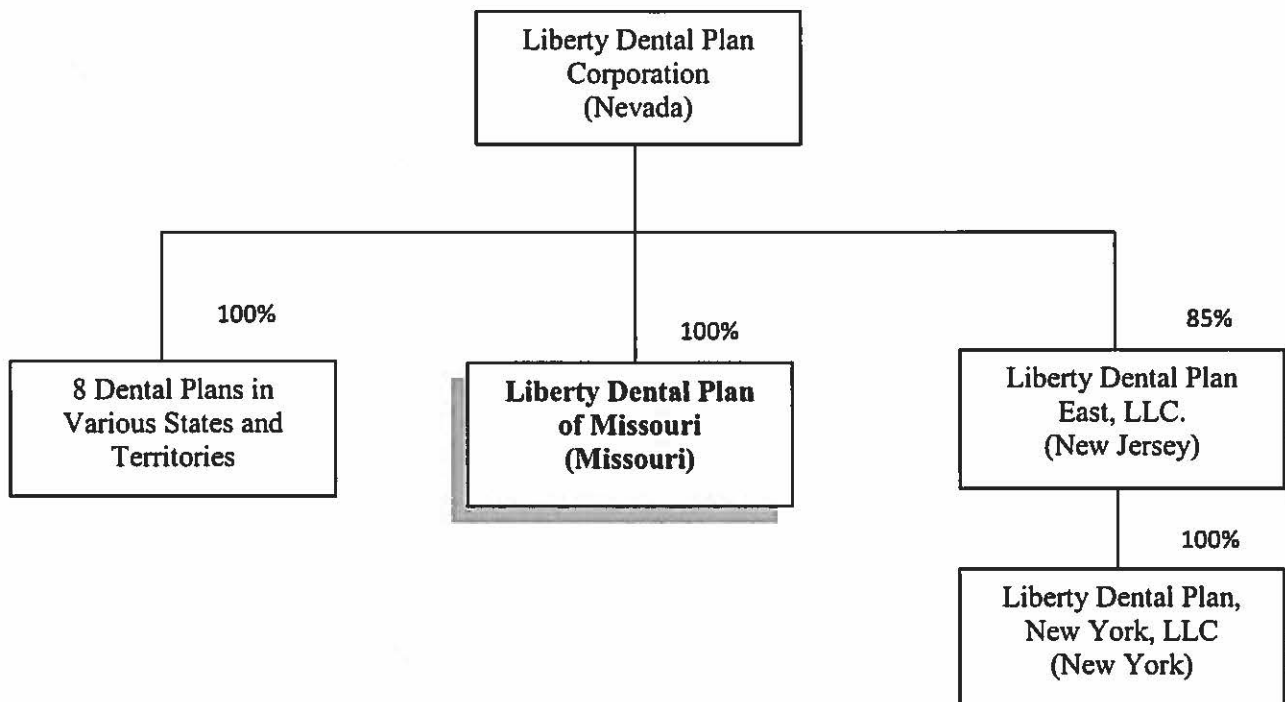 Liberty Dental Plan
Corporation
(Nevada)
100%
100%
85%
8 Dental Plans in
Various States and
Territories
Liberty Dental Plan
of Missouri
(Missouri)
Liberty Dental Plan
East, LLC.
(New Jersey)
100%
Liberty Dental Plan,
New York, LLC
(New York)